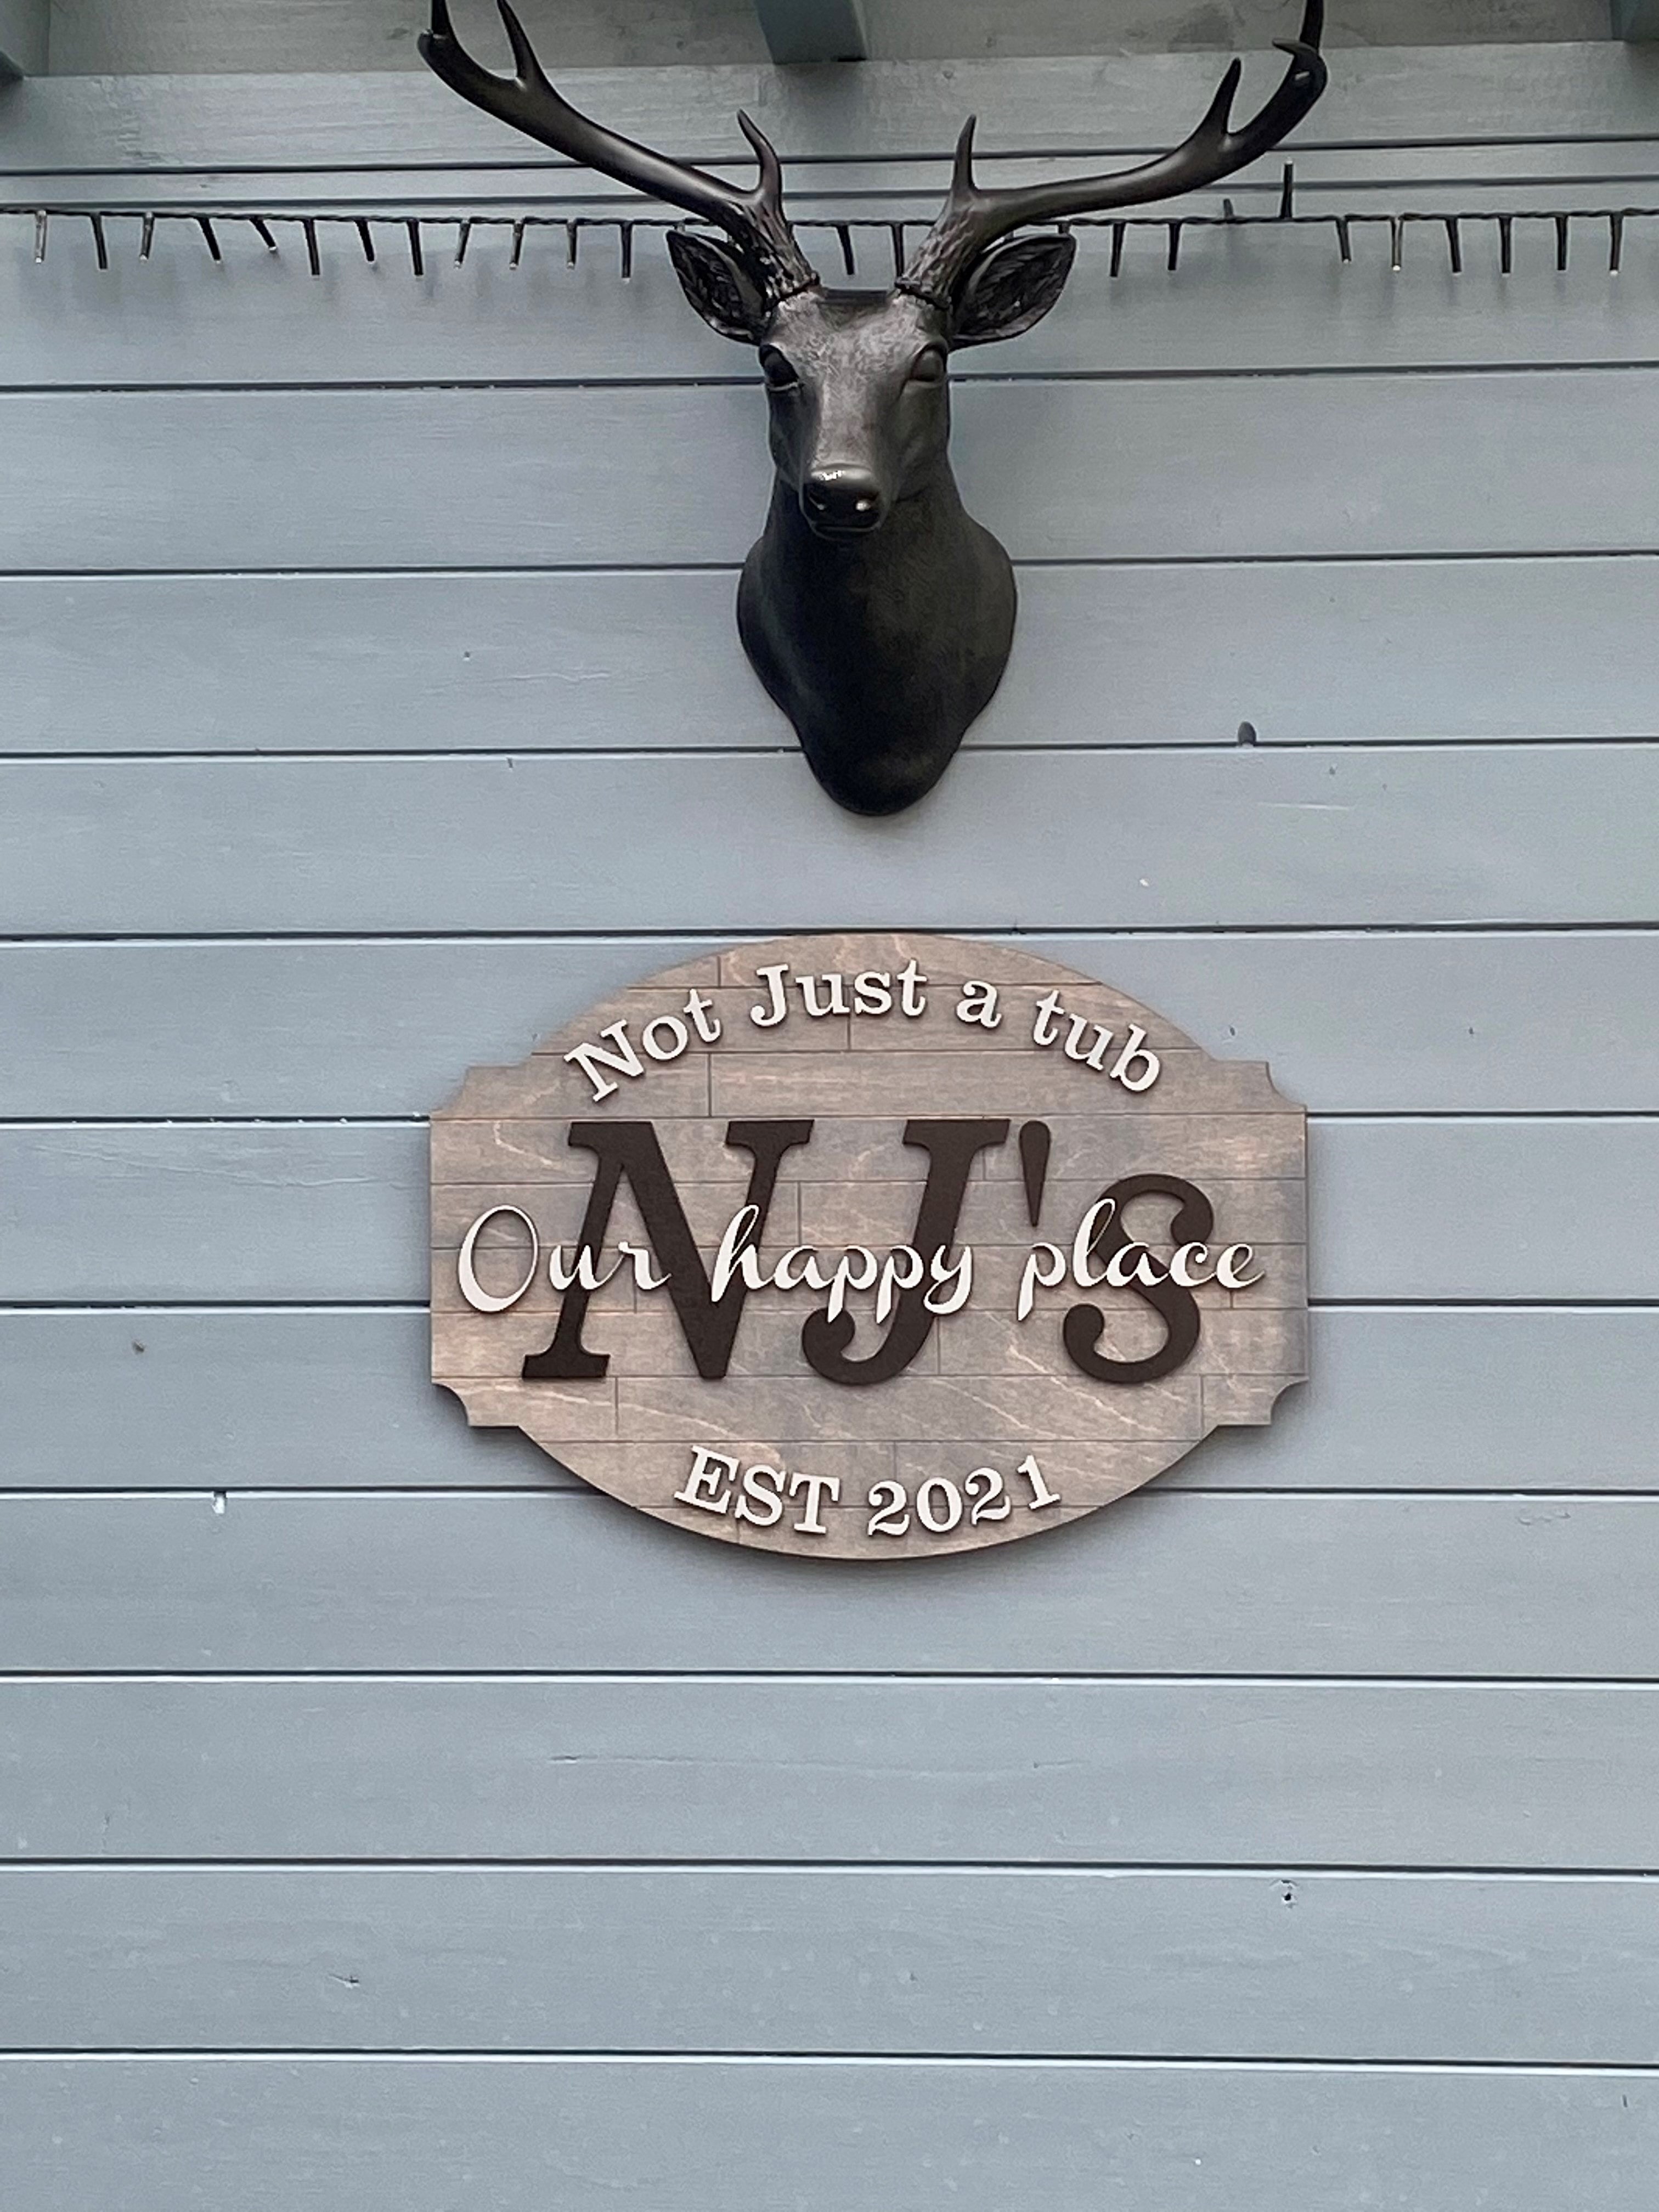 Not Just a tub
NJ's
Our happy place
EST 2021